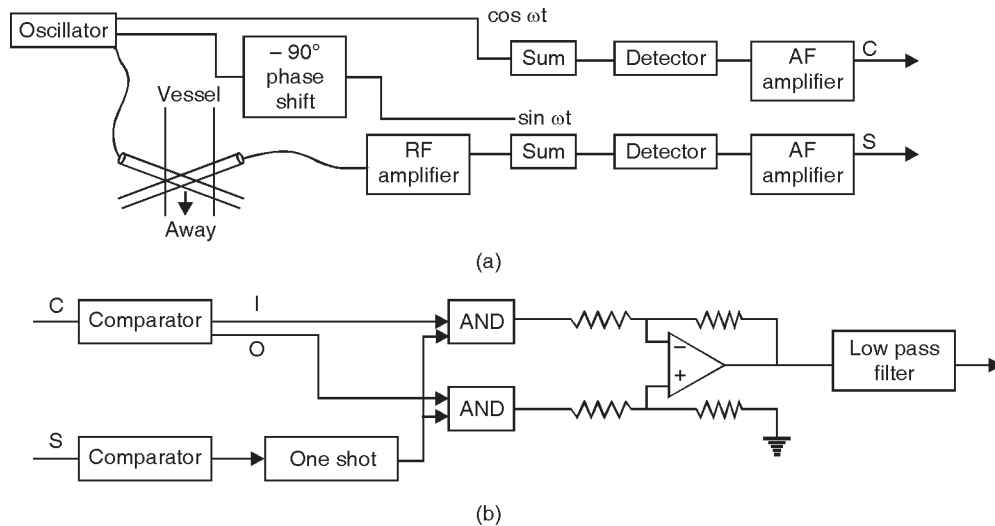 Oscillator
cos ωt
– 90°
phase
shift
Sum
Detector
AF
amplifier
C
Vessel
sin ωt
RF
amplifier
Sum
Detector
AF
amplifier
S
Away
(a)
C
Comparator
I
O
AND
–
+
AND
Low pass
filter
S
Comparator
One shot
(b)